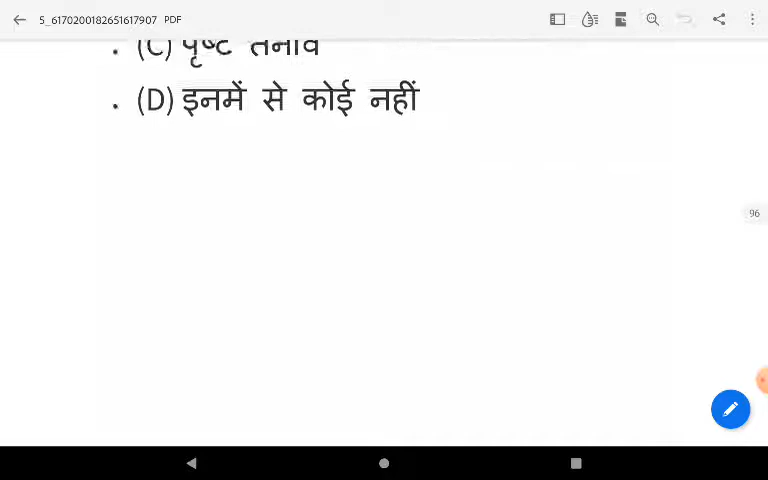 5_6170200182651617907 PDF
. (C) पृष्ट तनाव
. (D) इनमें से कोई नहीं
96